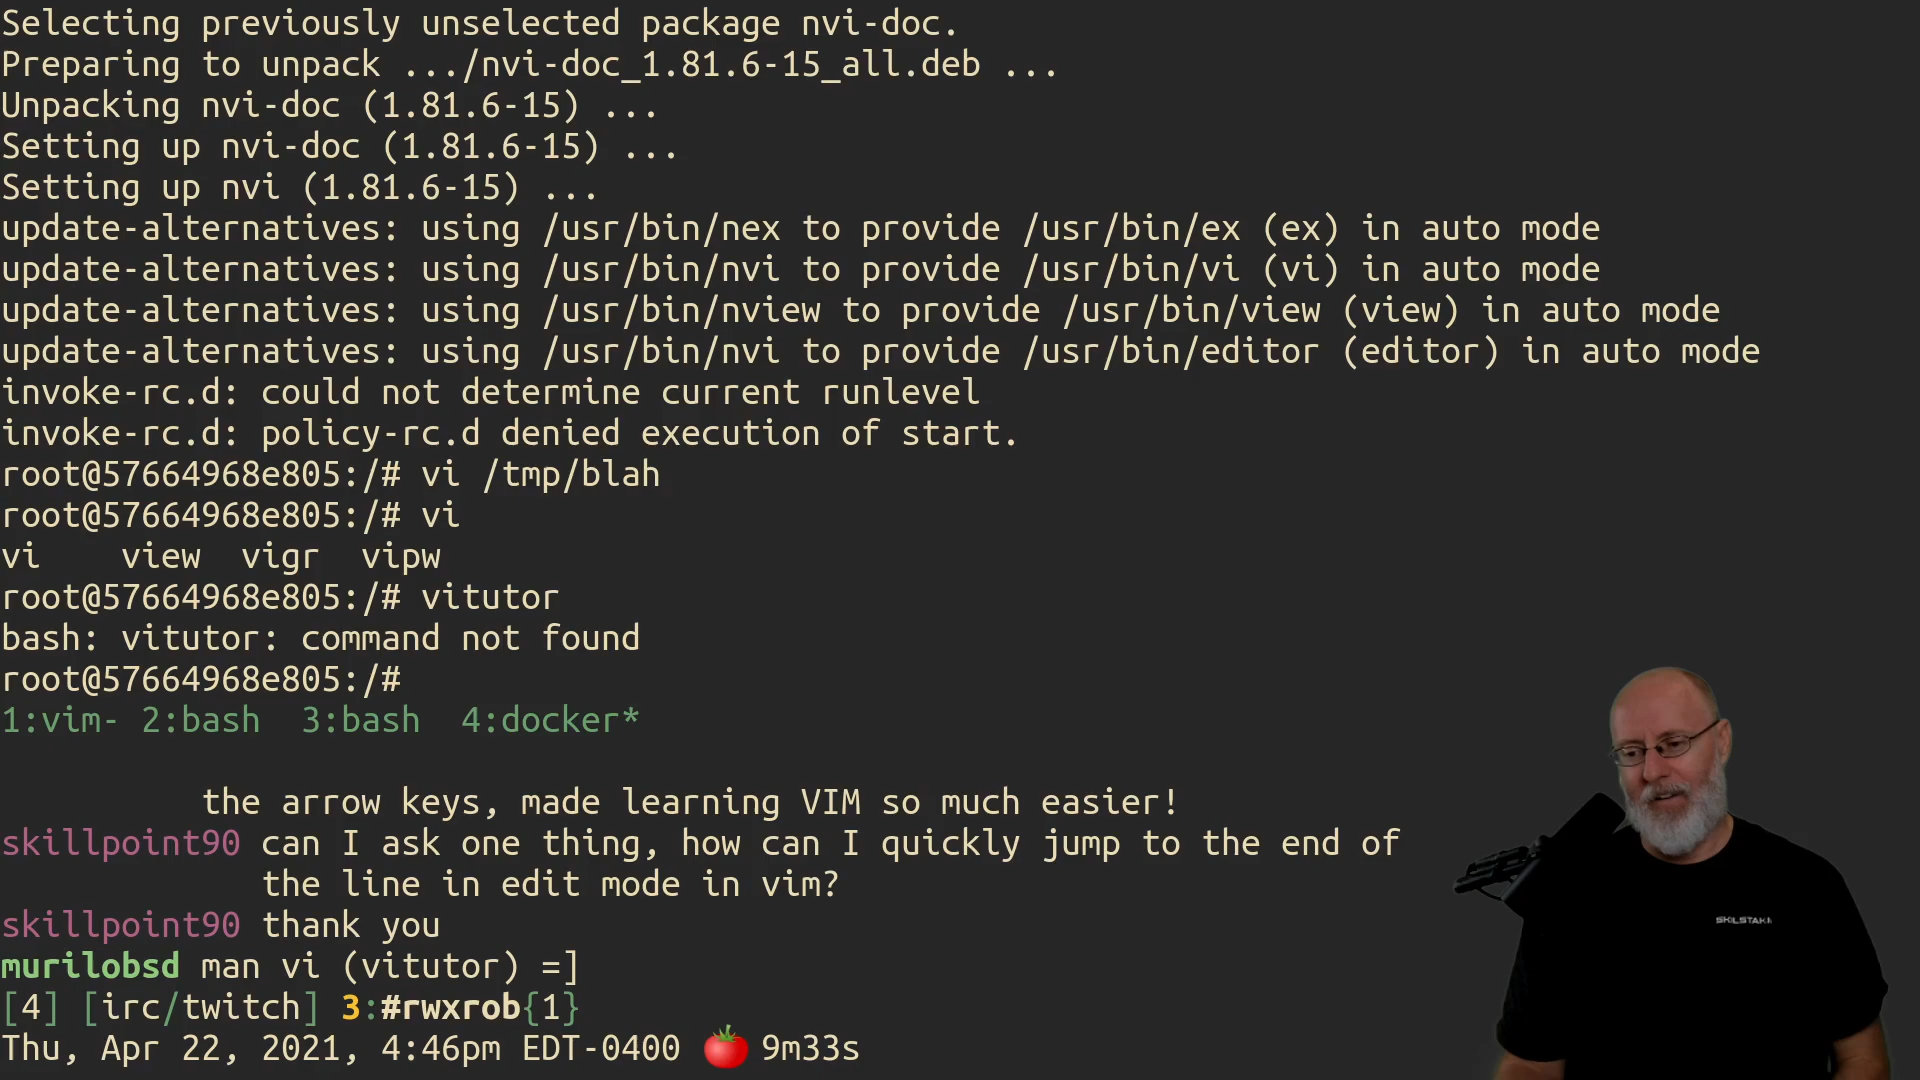 Selecting previously unselected package nvi-doc.
Preparing to unpack .../nvi-doc_1.81.6-15_all.deb ...
Unpacking nvi-doc (1.81.6-15) ...
Setting up nvi-doc (1.81.6-15) ...
Setting up nvi (1.81.6-15) ...
update-alternatives: using /usr/bin/nex to provide /usr/bin/ex (ex) in auto mode
update-alternatives: using /usr/bin/nvi to provide /usr/bin/vi (vi) in auto mode
update-alternatives: using /usr/bin/nview to provide /usr/bin/view (view) in auto mode
update-alternatives: using /usr/bin/nvi to provide /usr/bin/editor (editor) in auto mode
invoke-rc.d: could not determine current runlevel
invoke-rc.d: policy-rc.d denied execution of start.
root@57664968e805:/# vi /tmp/blah
root@57664968e805:/# vi
vi    view  vigr  vipw
root@57664968e805:/# vitutor
bash: vitutor: command not found
root@57664968e805:/#
1:vim- 2:bash  3:bash  4:docker*
the arrow keys, made learning VIM so much easier!
skillpoint90 can I ask one thing, how can I quickly jump to the end of
the line in edit mode in vim?
skillpoint90 thank you
murilobsd man vi (vitutor) =]
[4] [irc/twitch] 3:#rwxrob{1}
Thu, Apr 22, 2021, 4:46pm EDT-0400 🍅 9m33s